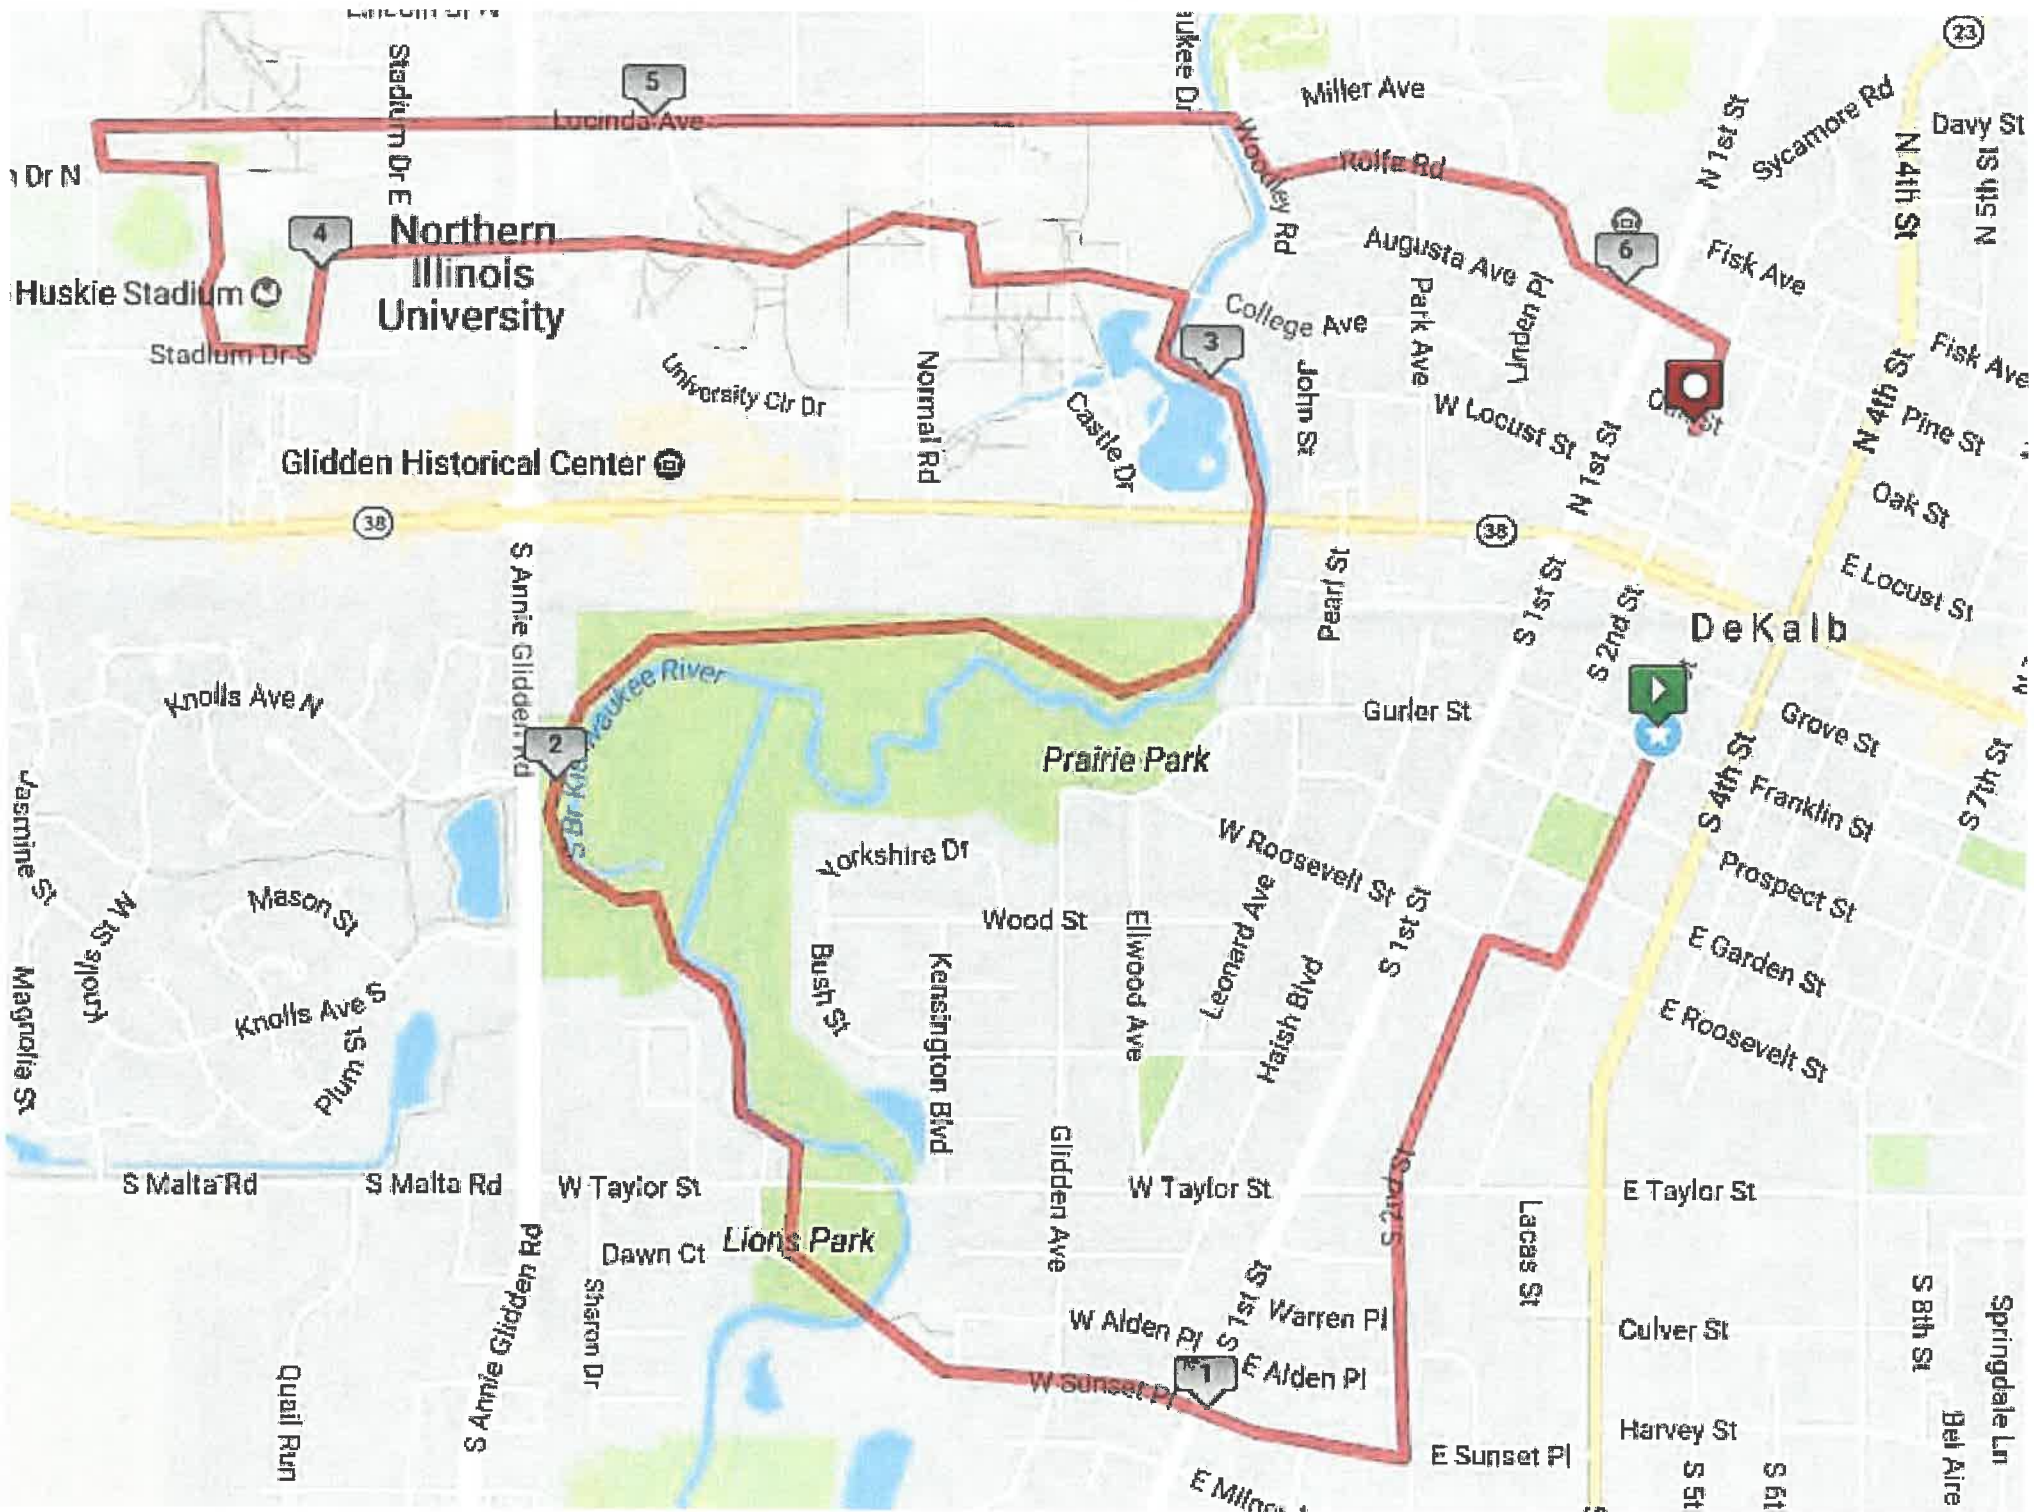 23
5
Miller Ave
N 1st St
Sycamore Rd
Davy St
Lucinda Ave
Stadium Dr E
Woodley Rd
Rolfe Rd
N 4th St
N 5th St
Dr N
4
Northern
Illinois
University
Augusta Ave
6
Fisk Ave
Huskie Stadium
Stadium Dr S
College Ave
Park Ave
Linden Pl
3
Fisk Ave
University Cir Dr
Normal Rd
Castle Dr
John St
W Locust St
N 1st St
N 4th St
Pine St
Glidden Historical Center
38
38
Oak St
S Annie Glidden Rd
Pearl St
S 1st St
S 2nd St
E Locust St
DeKalb
Knolls Ave N
2
S Br Kishwaukee River
Gurler St
Grove St
Prairie Park
S 4th St
Franklin St
S 7th St
Jasmine St
Yorkshire Dr
W Roosevelt St
Prospect St
Mason St
Knolls St W
Wood St
Ellwood Ave
Leonard Ave
S 1st St
E Garden St
Magnolia St
Knolls Ave S
Bush St
Kensington Blvd
Haish Blvd
E Roosevelt St
Plum St
Glidden Ave
S 2nd St
S Malta Rd
S Malta Rd
W Taylor St
W Taylor St
E Taylor St
Lions Park
Dawn Ct
S Annie Glidden Rd
Sharon Dr
Lucas St
S 1st St
Warren Pl
W Alden Pl
Culver St
S 8th St
Springdale Ln
1
E Alden Pl
W Sunset Pl
Quail Run
E Sunset Pl
Harvey St
Bel Aire
S 5t
S 6t